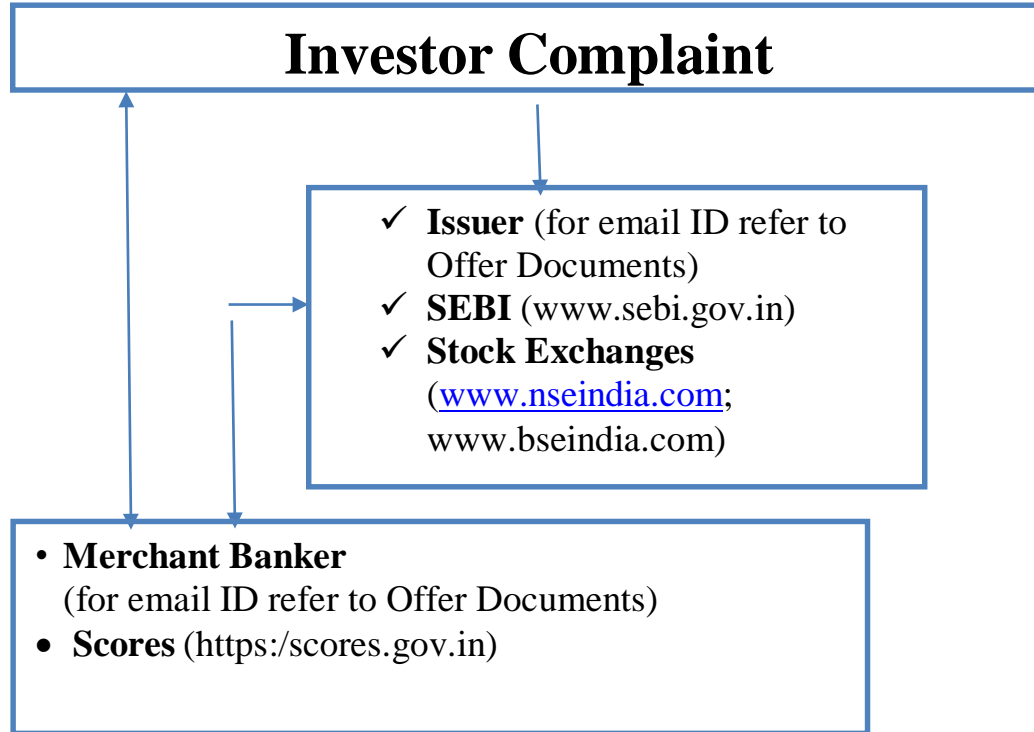 Investor Complaint
✓ Issuer (for email ID refer to
Offer Documents)
✓ SEBI (www.sebi.gov.in)
✓ Stock Exchanges
(www.nseindia.com;
www.bseindia.com)
• Merchant Banker
(for email ID refer to Offer Documents)
• Scores (https:/scores.gov.in)